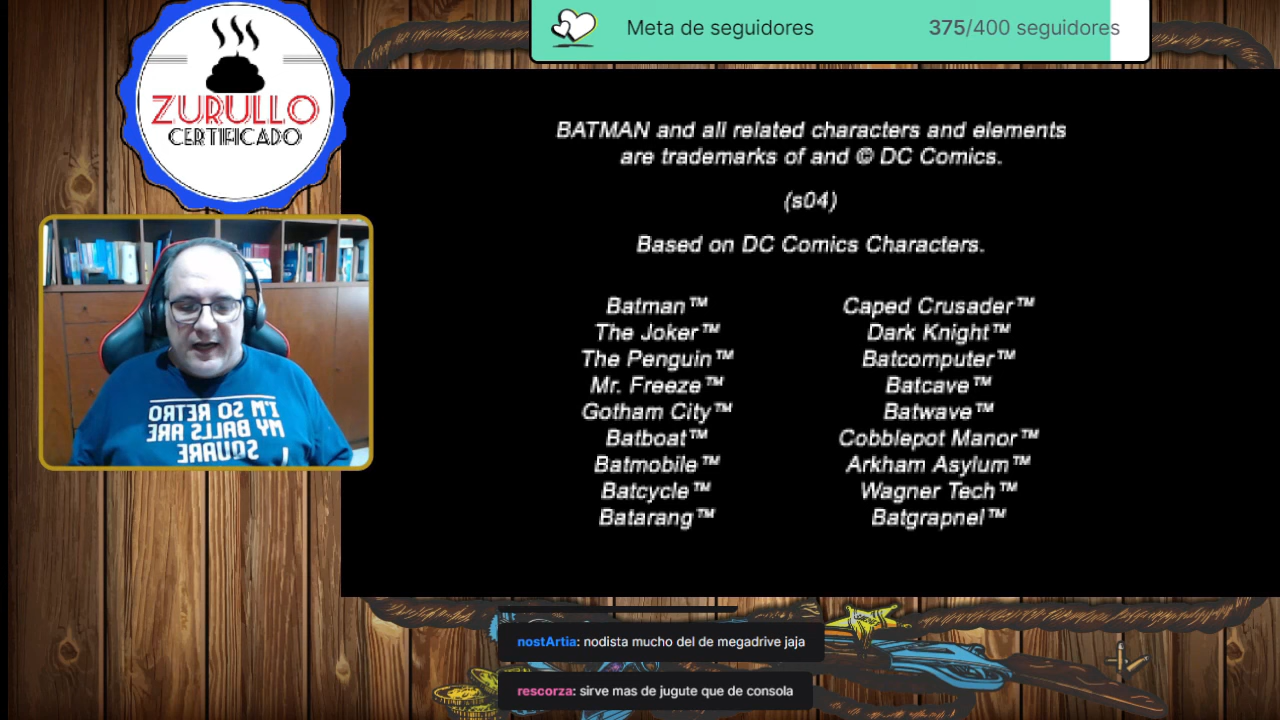 Meta de seguidores 375/400 seguidores
ZURULLO
CERTIFICADO
BATMAN and all related characters and elements
are trademarks of and © DC Comics.
(s04)
Based on DC Comics Characters.
Batman™ Caped Crusader™
The Joker™ Dark Knight™
The Penguin™ Batcomputer™
Mr. Freeze™ Batcave™
Gotham City™ Batwave™
Batboat™ Cobblepot Manor™
Batmobile™ Arkham Asylum™
Batcycle™ Wagner Tech™
Batarang™ Batgrapnel™
I'M SO RETRO
MY BALLS ARE
SQUARE
nostArtia: nodista mucho del de megadrive jaja
rescorza: sirve mas de jugute que de consola